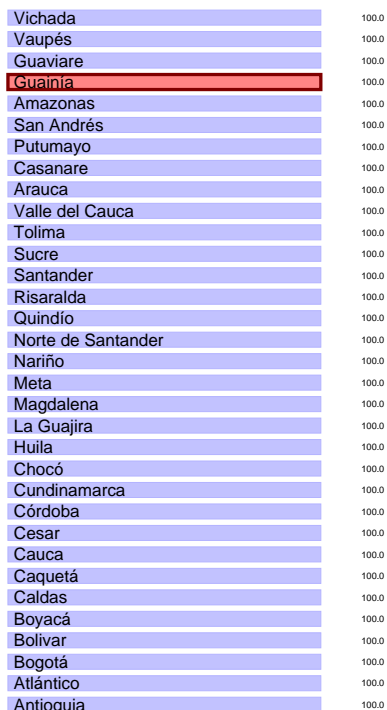 Vichada 100.0
Vaupés 100.0
Guaviare 100.0
Guainía 100.0
Amazonas 100.0
San Andrés 100.0
Putumayo 100.0
Casanare 100.0
Arauca 100.0
Valle del Cauca 100.0
Tolima 100.0
Sucre 100.0
Santander 100.0
Risaralda 100.0
Quindío 100.0
Norte de Santander 100.0
Nariño 100.0
Meta 100.0
Magdalena 100.0
La Guajira 100.0
Huila 100.0
Chocó 100.0
Cundinamarca 100.0
Córdoba 100.0
Cesar 100.0
Cauca 100.0
Caquetá 100.0
Caldas 100.0
Boyacá 100.0
Bolivar 100.0
Bogotá 100.0
Atlántico 100.0
Antioquia 100.0